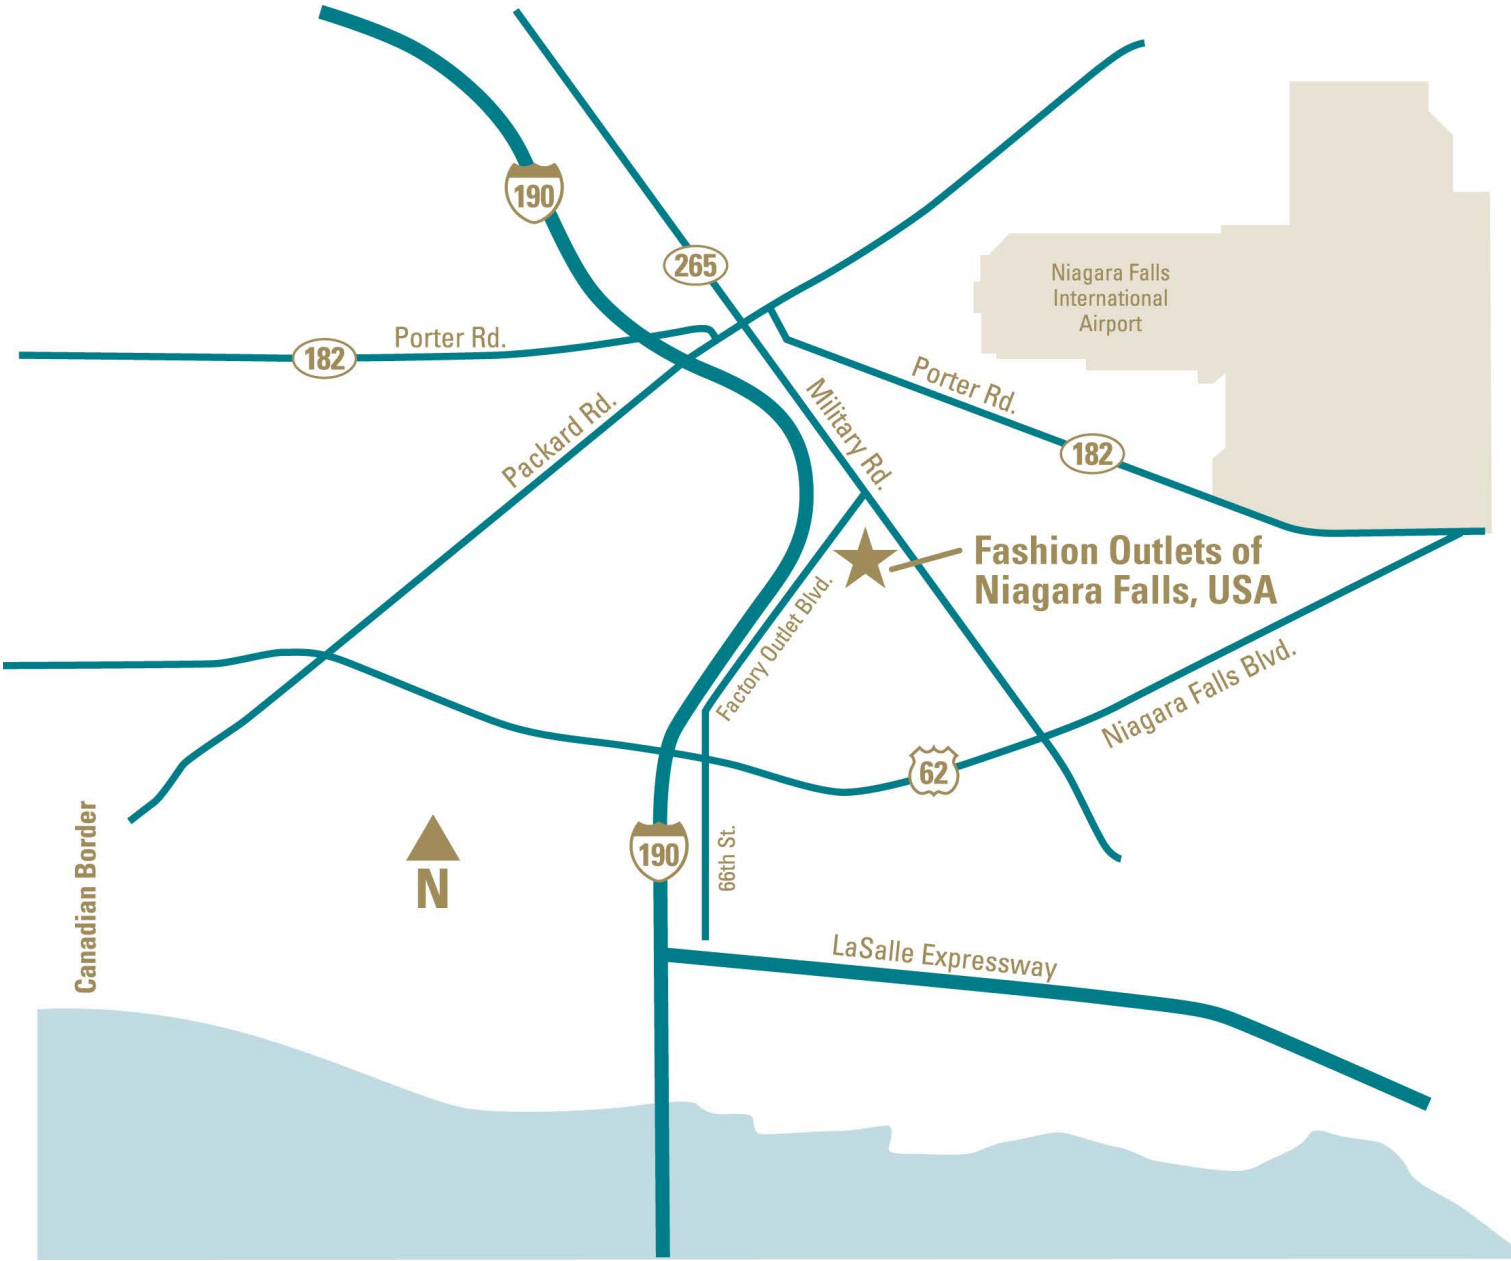 190
265
Niagara Falls
International
Airport
Porter Rd.
182
Porter Rd.
182
Packard Rd.
Military Rd.
Fashion Outlets of
Niagara Falls, USA
Factory Outlet Blvd.
Niagara Falls Blvd.
62
Canadian Border
N
190
66th St.
LaSalle Expressway